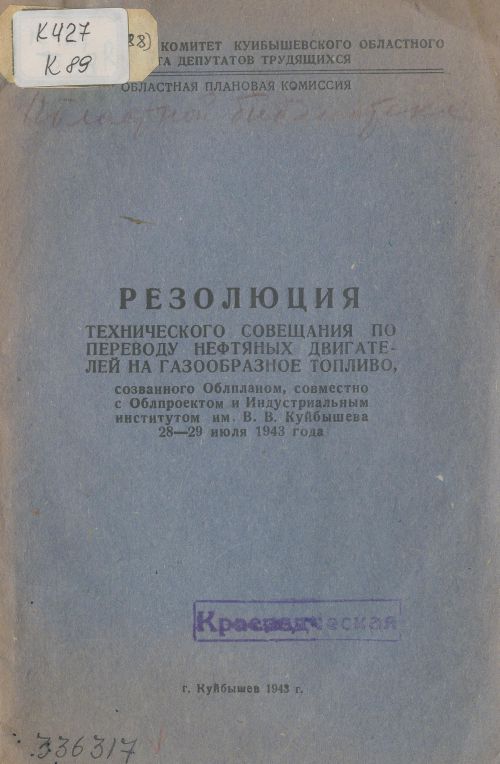 К427
К89
88)
КОМИТЕТ КУЙБЫШЕВСКОГО ОБЛАСТНОГО
ТА ДЕПУТАТОВ ТРУДЯЩИХСЯ
ОБЛАСТНАЯ ПЛАНОВАЯ КОМИССИЯ
РЕЗОЛЮЦИЯ
ТЕХНИЧЕСКОГО СОВЕЩАНИЯ ПО
ПЕРЕВОДУ НЕФТЯНЫХ ДВИГАТЕ-
ЛЕЙ НА ГАЗООБРАЗНОЕ ТОПЛИВО,
созванного Облпланом, совместно
с Облпроектом и Индустриальным
институтом им. В. В. Куйбышева
28—29 июля 1943 года
Краеведческая
г. Куйбышев 1943 г.
336317